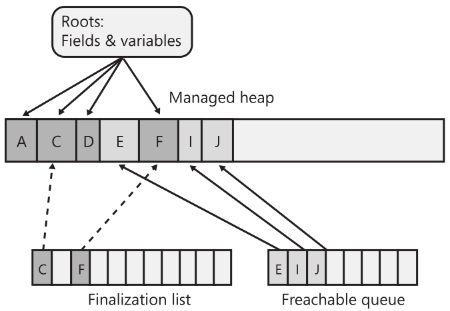 Roots:
Fields & variables
Managed heap
A C D E F I J
C F
E I J
Finalization list
Freachable queue